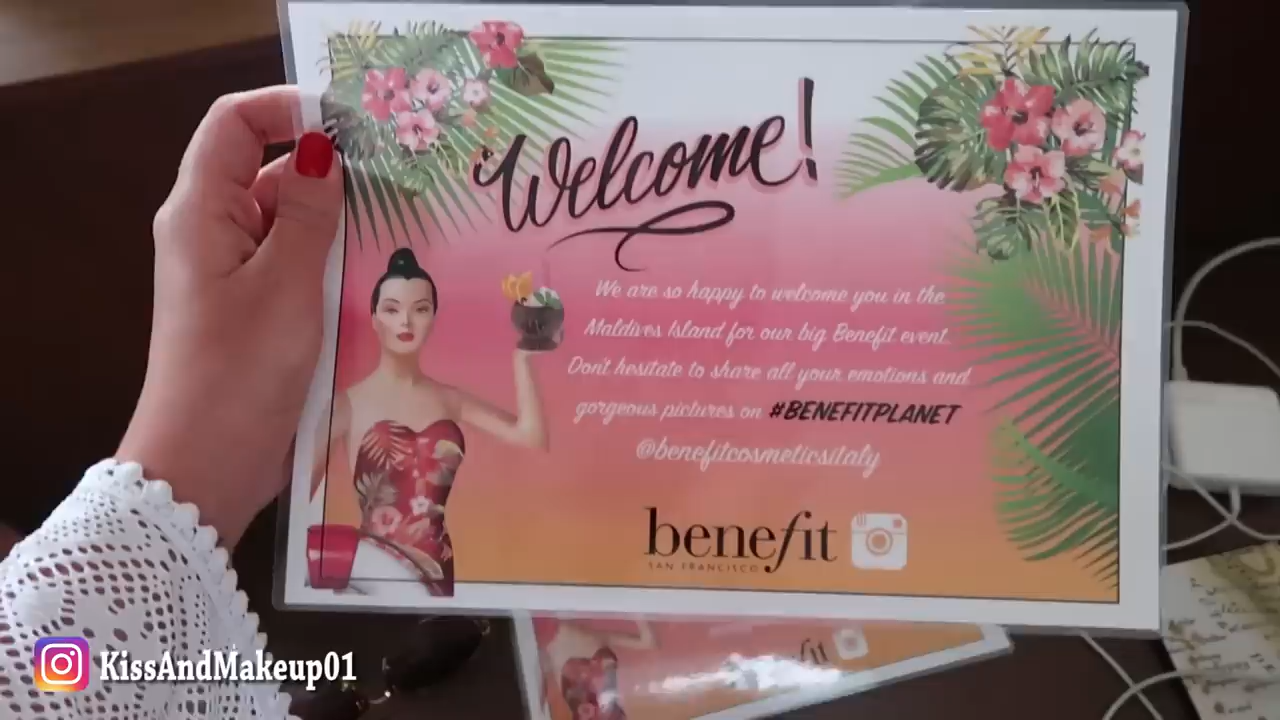 Welcome!
We are so happy to welcome you in the
Maldives Island for our big Benefit event.
Don't hesitate to share all your emotions and
gorgeous pictures on #BENEFITPLANET
@benefitcosmeticsitaly
benefit
SAN FRANCISCO
KissAndMakeup01